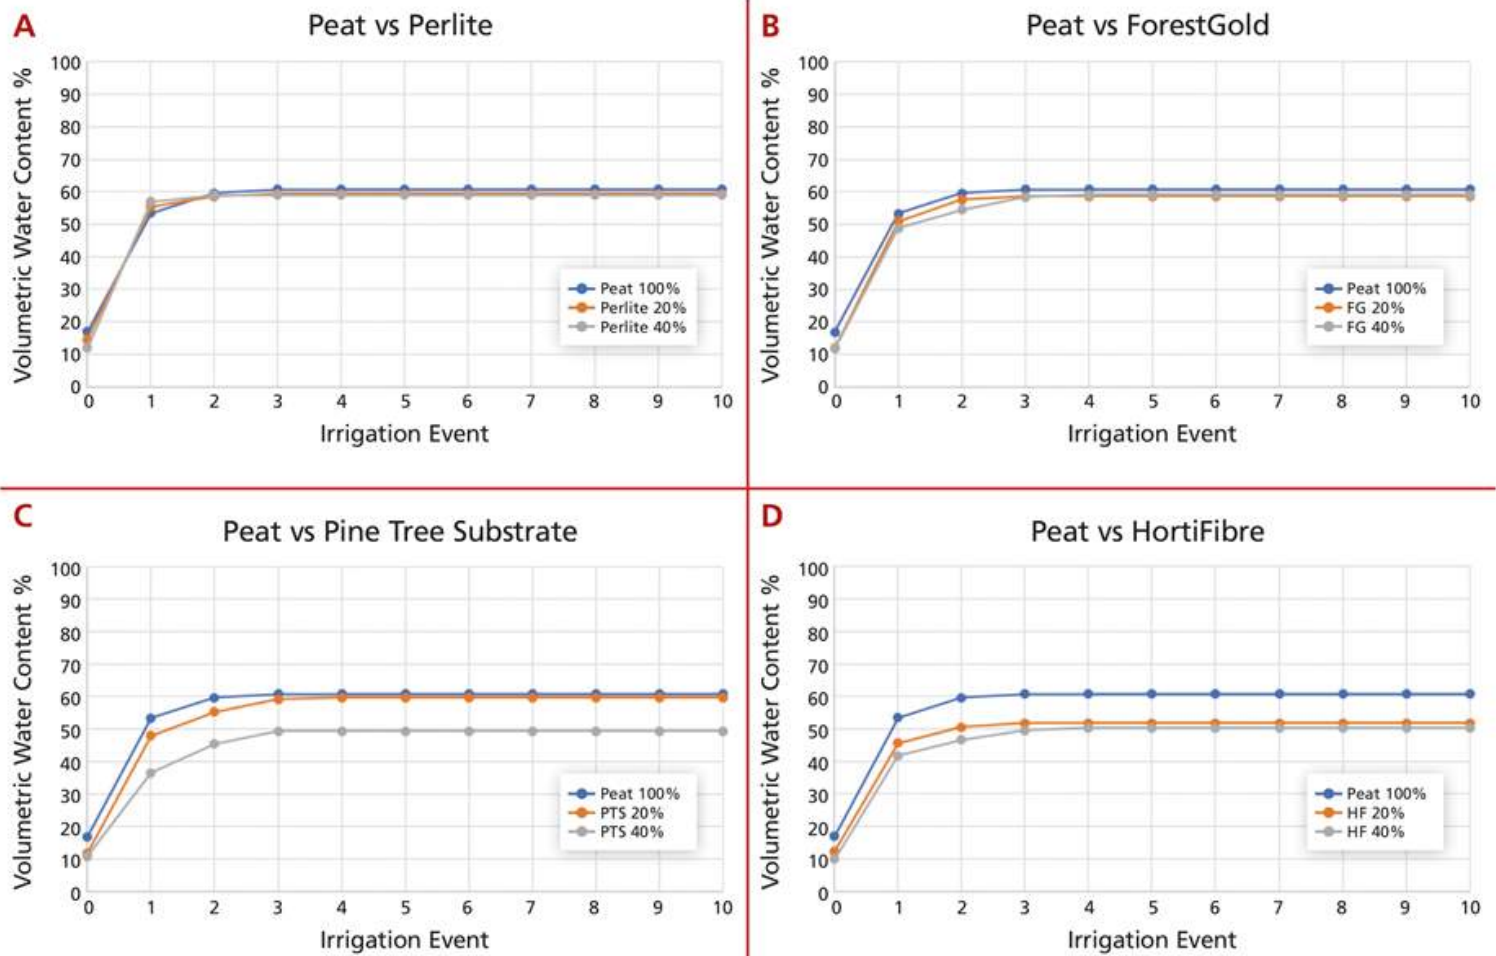 A
Peat vs Perlite
Volumetric Water Content %
100
90
80
70
60
50
40
30
20
10
0
0 1 2 3 4 5 6 7 8 9 10
Irrigation Event
Peat 100%
Perlite 20%
Perlite 40%
B
Peat vs ForestGold
Volumetric Water Content %
100
90
80
70
60
50
40
30
20
10
0
0 1 2 3 4 5 6 7 8 9 10
Irrigation Event
Peat 100%
FG 20%
FG 40%
C
Peat vs Pine Tree Substrate
Volumetric Water Content %
100
90
80
70
60
50
40
30
20
10
0
0 1 2 3 4 5 6 7 8 9 10
Irrigation Event
Peat 100%
PTS 20%
PTS 40%
D
Peat vs HortiFibre
Volumetric Water Content %
100
90
80
70
60
50
40
30
20
10
0
0 1 2 3 4 5 6 7 8 9 10
Irrigation Event
Peat 100%
HF 20%
HF 40%